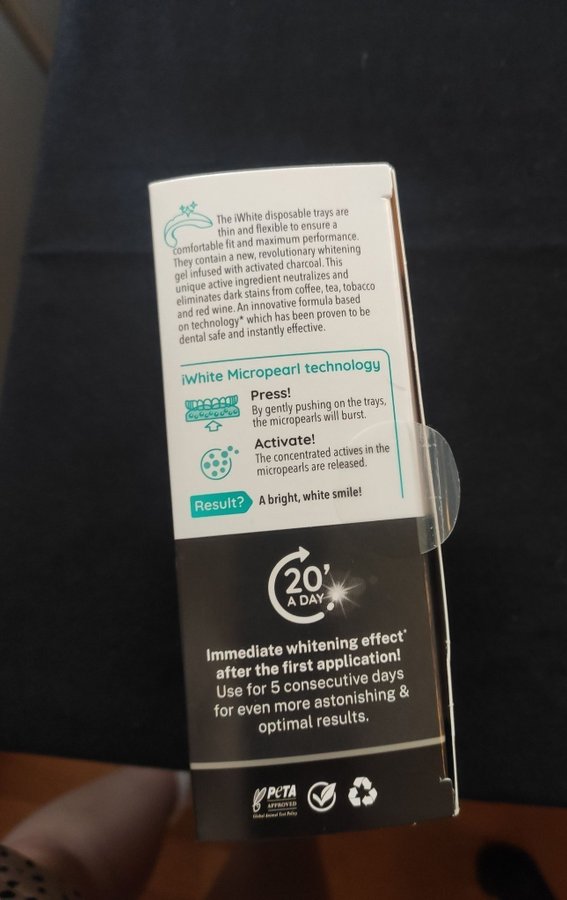 The iWhite disposable trays are
thin and flexible to ensure a
comfortable fit and maximum performance.
They contain a new, revolutionary whitening
gel infused with activated charcoal. This
unique active ingredient neutralizes and
eliminates dark stains from coffee, tea, tobacco
and red wine. An innovative formula based
on technology* which has been proven to be
dental safe and instantly effective.
iWhite Micropearl technology
Press!
By gently pushing on the trays,
the micropearls will burst.
Activate!
The concentrated actives in the
micropearls are released.
Result? A bright, white smile!
20'
A DAY
Immediate whitening effect*
after the first application!
Use for 5 consecutive days
for even more astonishing &
optimal results.
PETA
APPROVED
Global Animal Test Policy